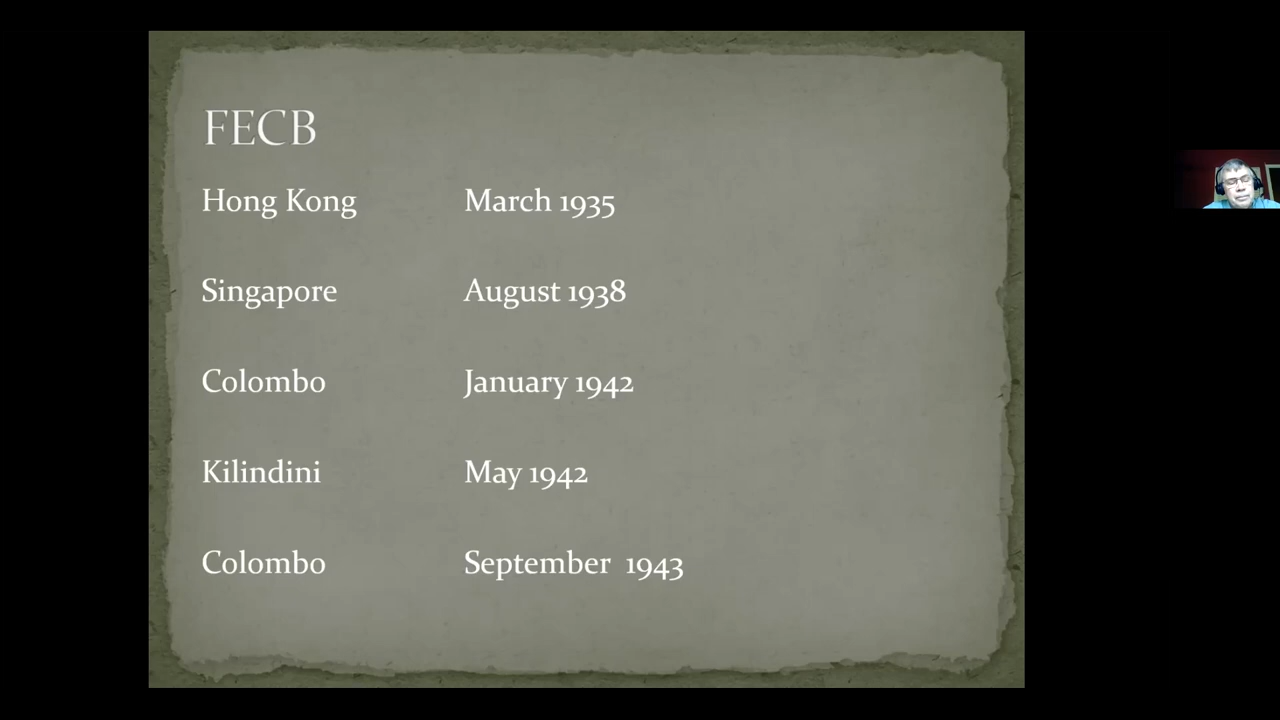 FECB
Hong Kong March 1935
Singapore August 1938
Colombo January 1942
Kilindini May 1942
Colombo September 1943